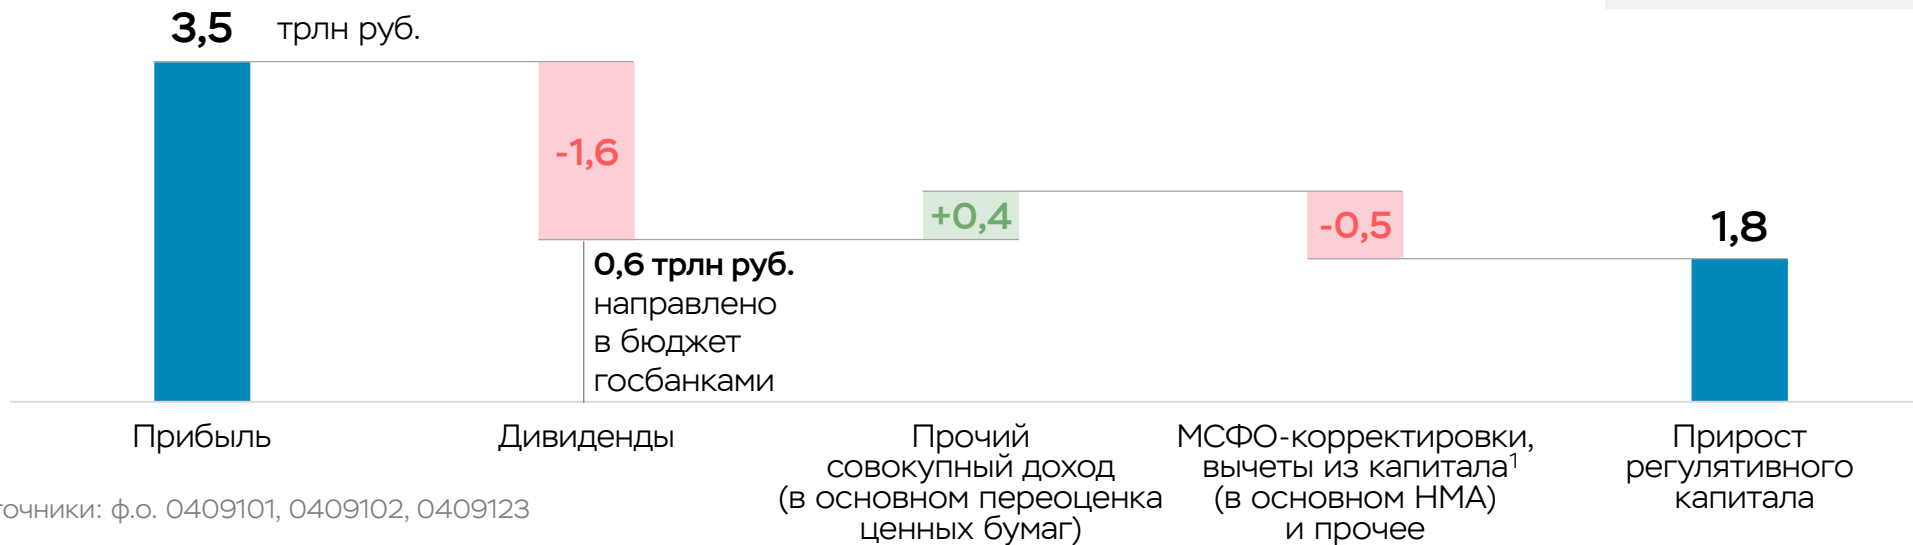 3,5 трлн руб.
-1,6
+0,4
-0,5
1,8
0,6 трлн руб.
направлено
в бюджет
госбанками
Прибыль
Дивиденды
Прочий
совокупный доход
(в основном переоценка
ценных бумаг)
МСФО-корректировки,
вычеты из капитала¹
(в основном НМА)
и прочее
Прирост
регулятивного
капитала
точники: ф.о. 0409101, 0409102, 0409123